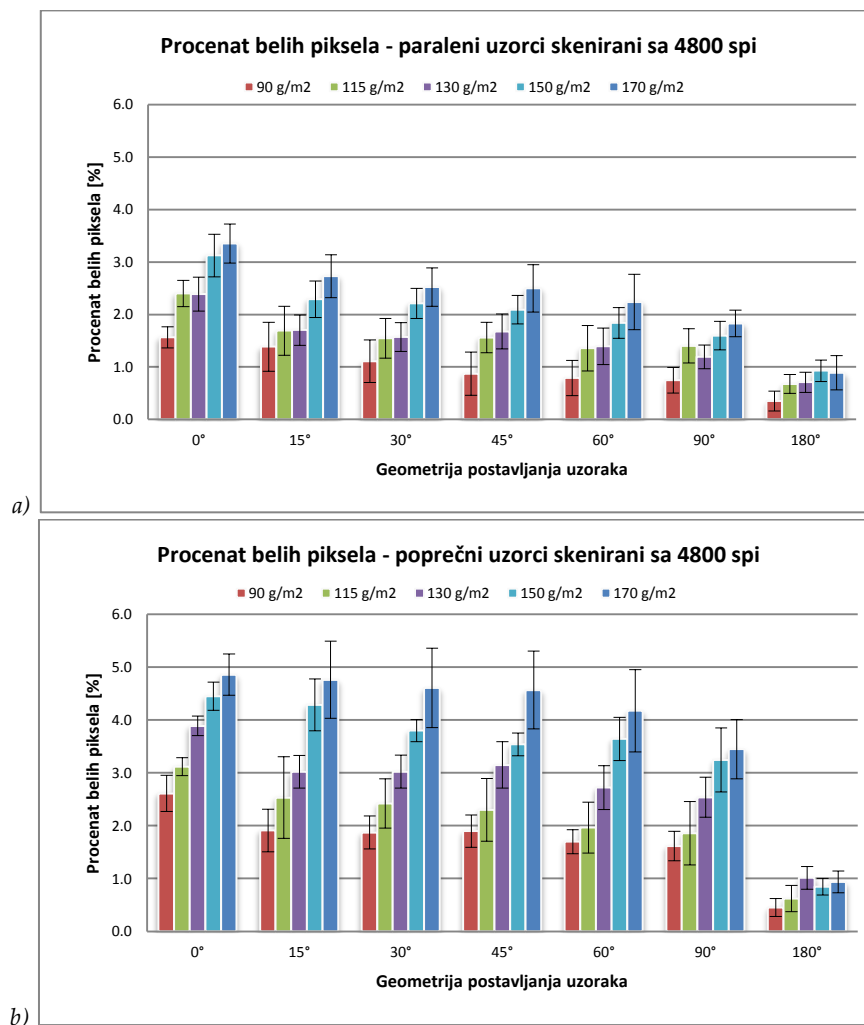 Procenat belih piksela - paraleni uzorci skenirani sa 4800 spi
90 g/m2 115 g/m2 130 g/m2 150 g/m2 170 g/m2
Procenat belih piksela [%]
6.0
5.0
4.0
3.0
2.0
1.0
0.0
0° 15° 30° 45° 60° 90° 180°
Geometrija postavljanja uzoraka
a)
Procenat belih piksela - poprečni uzorci skenirani sa 4800 spi
90 g/m2 115 g/m2 130 g/m2 150 g/m2 170 g/m2
Procenat belih piksela [%]
6.0
5.0
4.0
3.0
2.0
1.0
0.0
0° 15° 30° 45° 60° 90° 180°
Geometrija postavljanja uzoraka
b)